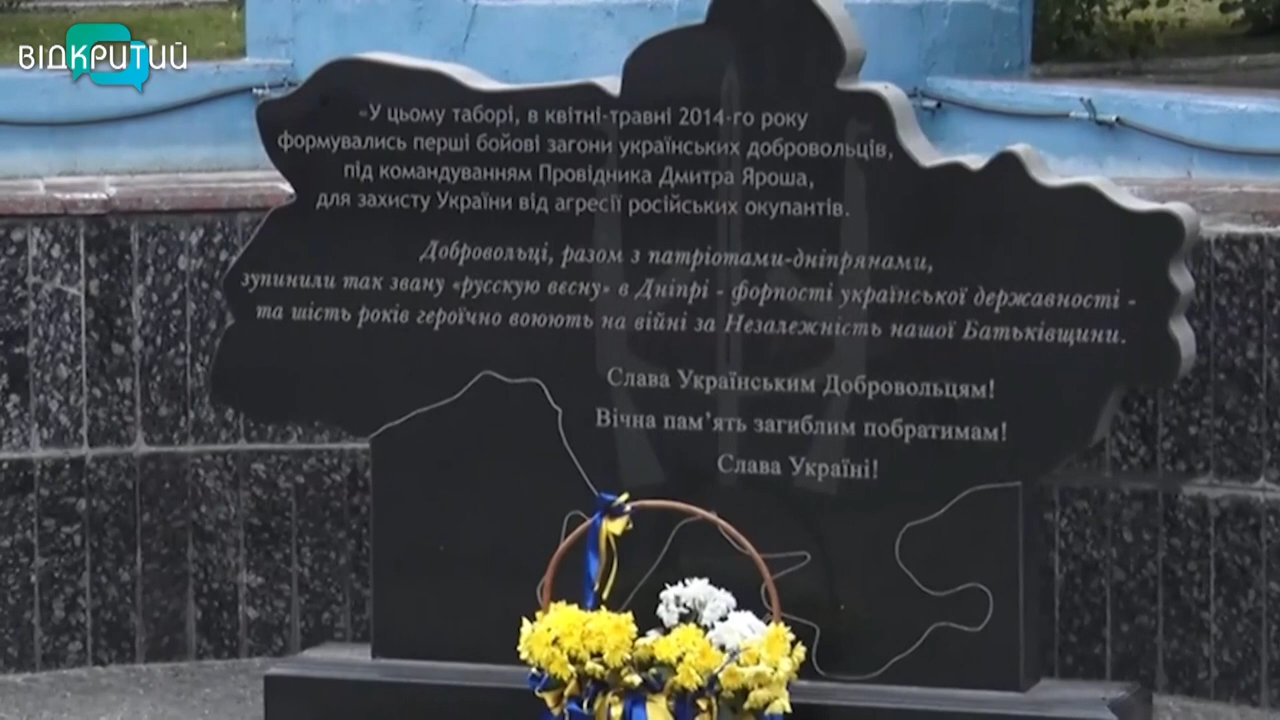 ВІДКРИТИЙ
«У цьому таборі, в квітні-травні 2014-го року
формувались перші бойові загони українських добровольців,
під командуванням Провідника Дмитра Яроша,
для захисту України від агресії російських окупантів.
Добровольці, разом з патріотами-дніпрянами,
зупинили так звану «русскую весну» в Дніпрі - форпості української державності -
та шість років героїчно воюють на війні за Незалежність нашої Батьківщини.
Слава Українським Добровольцям!
Вічна пам’ять загиблим побратимам!
Слава Україні!